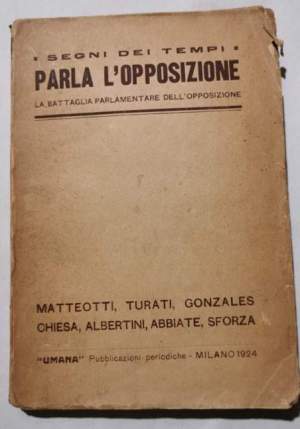 • SEGNI DEI TEMPI •
PARLA L'OPPOSIZIONE
LA BATTAGLIA PARLAMENTARE DELL'OPPOSIZIONE
MATTEOTTI, TURATI, GONZALES
CHIESA, ALBERTINI, ABBIATE, SFORZA
"UMANA" Pubblicazioni periodiche - MILANO 1924